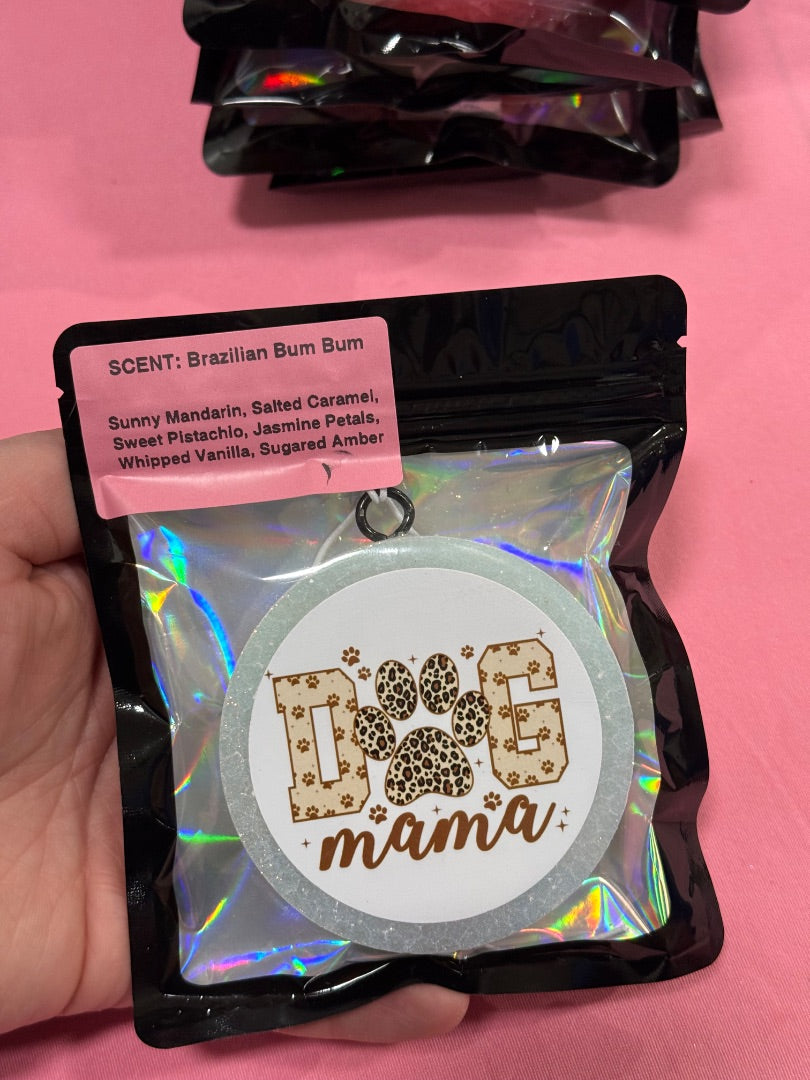 SCENT: Brazilian Bum Bum
Sunny Mandarin, Salted Caramel,
Sweet Pistachio, Jasmine Petals,
Whipped Vanilla, Sugared Amber
DOG
mama